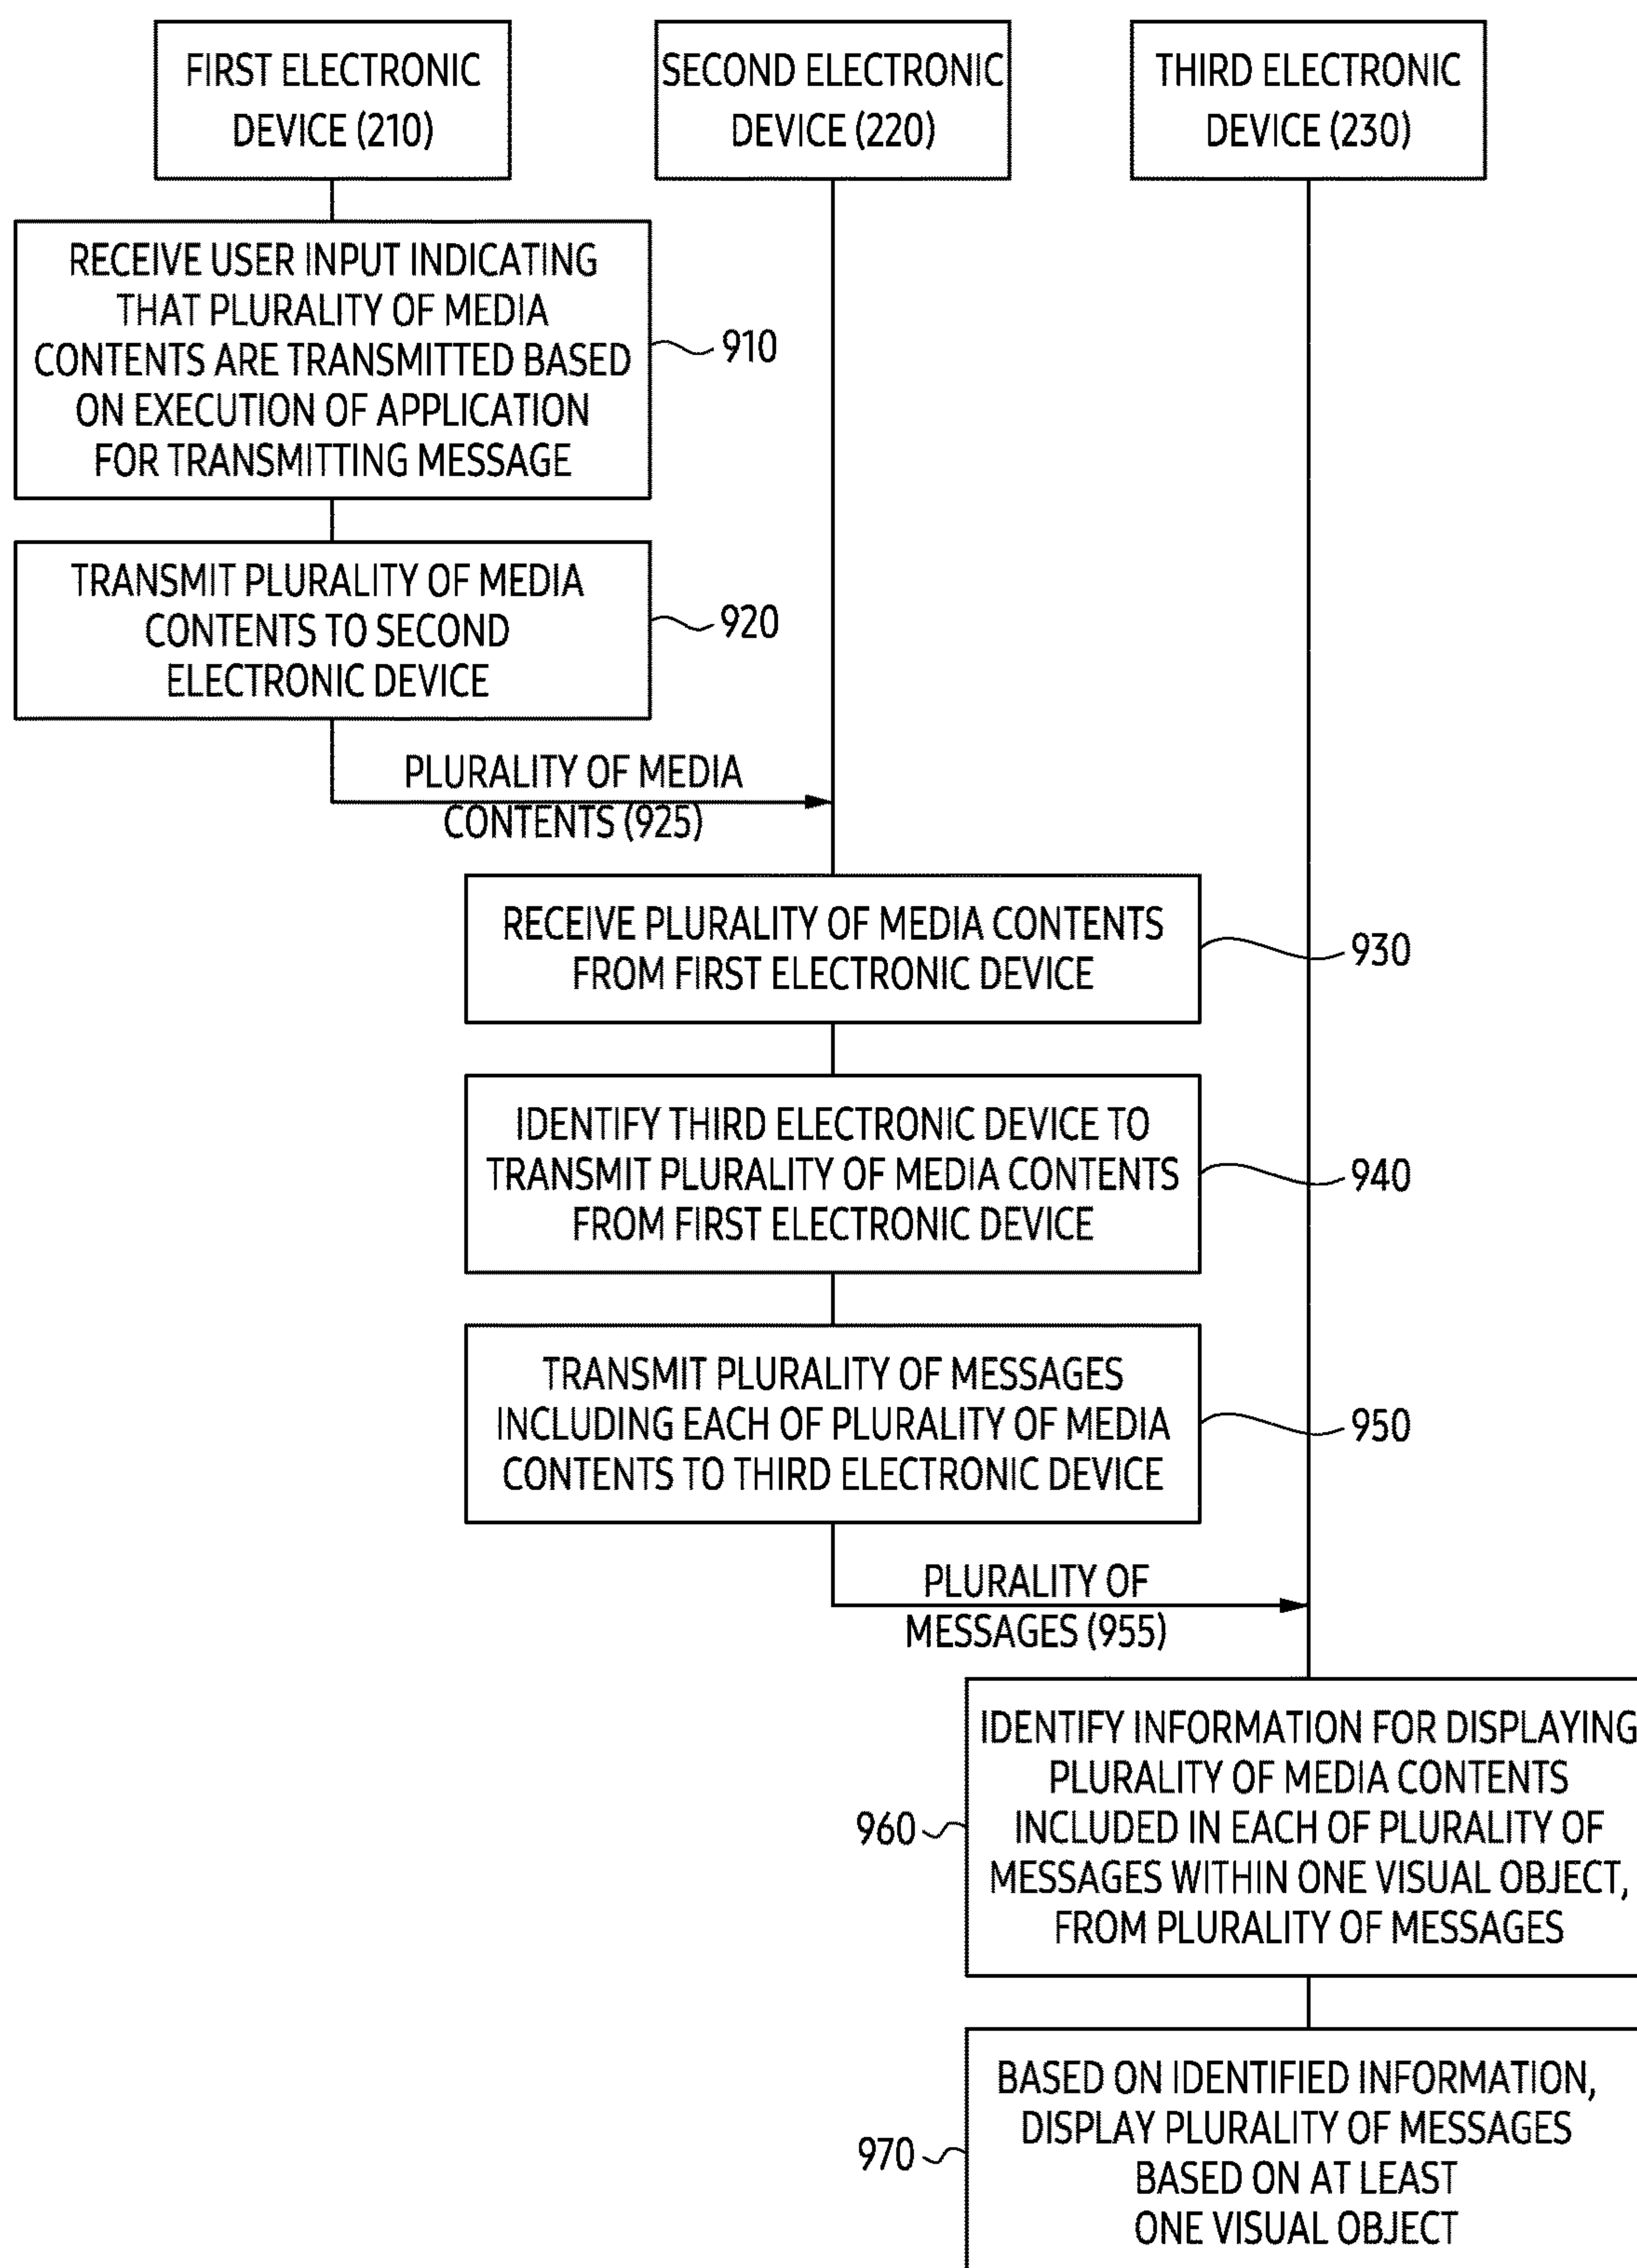 FIRST ELECTRONIC
DEVICE (210)
SECOND ELECTRONIC
DEVICE (220)
THIRD ELECTRONIC
DEVICE (230)
RECEIVE USER INPUT INDICATING
THAT PLURALITY OF MEDIA
CONTENTS ARE TRANSMITTED BASED
ON EXECUTION OF APPLICATION
FOR TRANSMITTING MESSAGE
910
TRANSMIT PLURALITY OF MEDIA
CONTENTS TO SECOND
ELECTRONIC DEVICE
920
PLURALITY OF MEDIA
CONTENTS (925)
RECEIVE PLURALITY OF MEDIA CONTENTS
FROM FIRST ELECTRONIC DEVICE
930
IDENTIFY THIRD ELECTRONIC DEVICE TO
TRANSMIT PLURALITY OF MEDIA CONTENTS
FROM FIRST ELECTRONIC DEVICE
940
TRANSMIT PLURALITY OF MESSAGES
INCLUDING EACH OF PLURALITY OF MEDIA
CONTENTS TO THIRD ELECTRONIC DEVICE
950
PLURALITY OF
MESSAGES (955)
IDENTIFY INFORMATION FOR DISPLAYING
PLURALITY OF MEDIA CONTENTS
INCLUDED IN EACH OF PLURALITY OF
MESSAGES WITHIN ONE VISUAL OBJECT,
FROM PLURALITY OF MESSAGES
960
BASED ON IDENTIFIED INFORMATION,
DISPLAY PLURALITY OF MESSAGES
BASED ON AT LEAST
ONE VISUAL OBJECT
970